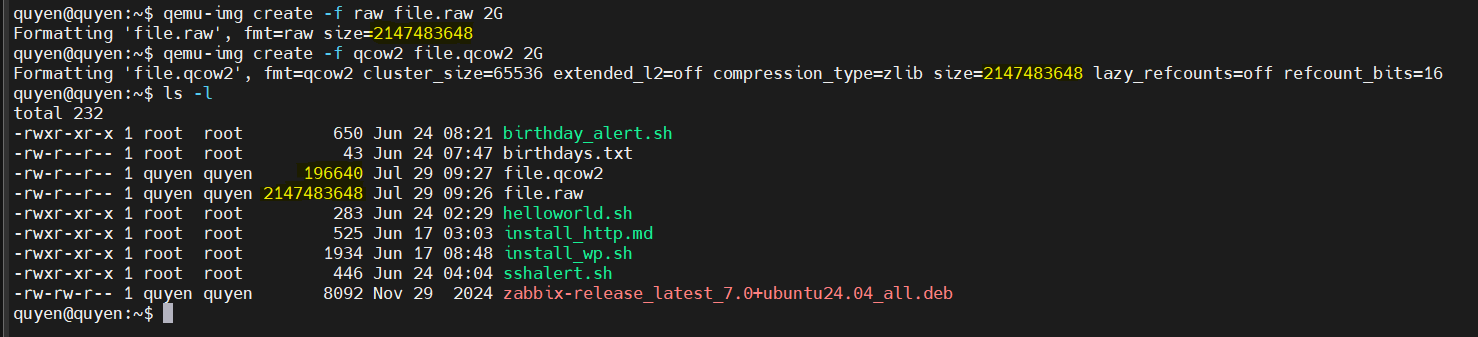 quyen@quyen:~$ qemu-img create -f raw file.raw 2G
Formatting 'file.raw', fmt=raw size=2147483648
quyen@quyen:~$ qemu-img create -f qcow2 file.qcow2 2G
Formatting 'file.qcow2', fmt=qcow2 cluster_size=65536 extended_l2=off compression_type=zlib size=2147483648 lazy_refcounts=off refcount_bits=16
quyen@quyen:~$ ls -l
total 232
-rwxr-xr-x 1 root  root         650 Jun 24 08:21 birthday_alert.sh
-rw-r--r-- 1 root  root          43 Jun 24 07:47 birthdays.txt
-rw-r--r-- 1 quyen quyen     196640 Jul 29 09:27 file.qcow2
-rw-r--r-- 1 quyen quyen 2147483648 Jul 29 09:26 file.raw
-rwxr-xr-x 1 root  root         283 Jun 24 02:29 helloworld.sh
-rwxr-xr-x 1 root  root         525 Jun 17 03:03 install_http.md
-rwxr-xr-x 1 root  root        1934 Jun 17 08:48 install_wp.sh
-rwxr-xr-x 1 root  root         446 Jun 24 04:04 sshalert.sh
-rw-rw-r-- 1 quyen quyen       8092 Nov 29  2024 zabbix-release_latest_7.0+ubuntu24.04_all.deb
quyen@quyen:~$